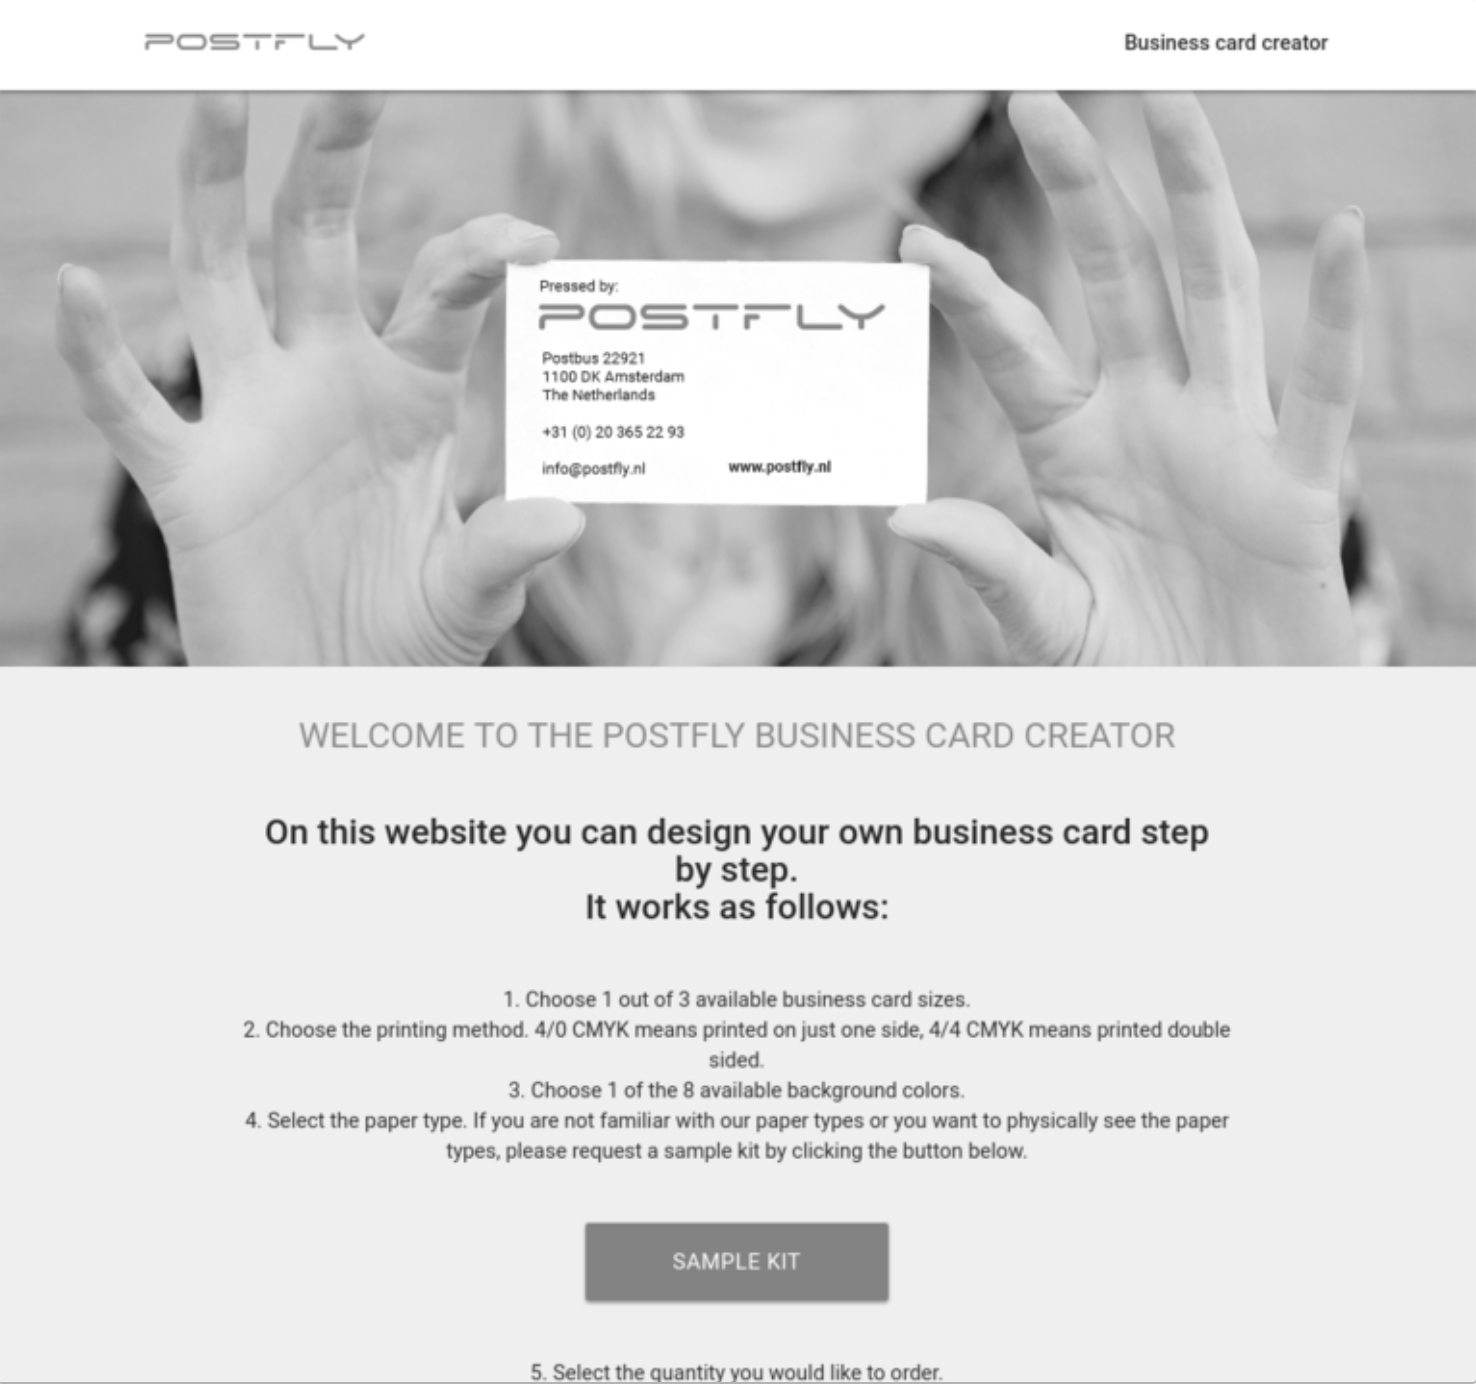 POSTFLY
Business card creator
Pressed by:
POSTFLY
Postbus 22921
1100 DK Amsterdam
The Netherlands
+31 (0) 20 365 22 93
info@postfly.nl
www.postfly.nl
WELCOME TO THE POSTFLY BUSINESS CARD CREATOR
On this website you can design your own business card step
by step.
It works as follows:
1. Choose 1 out of 3 available business card sizes.
2. Choose the printing method. 4/0 CMYK means printed on just one side, 4/4 CMYK means printed double
sided.
3. Choose 1 of the 8 available background colors.
4. Select the paper type. If you are not familiar with our paper types or you want to physically see the paper
types, please request a sample kit by clicking the button below.
SAMPLE KIT
5. Select the quantity you would like to order.